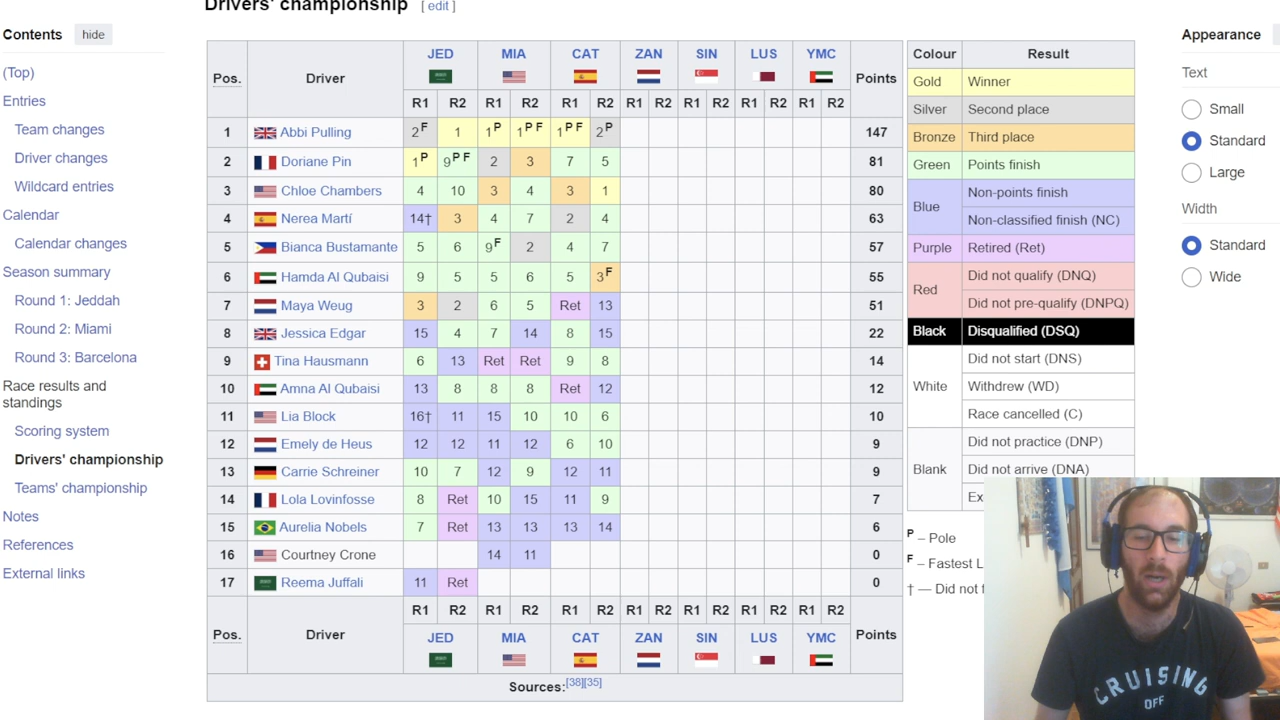 Drivers' championship [ edit ]
Contents hide
(Top)
Entries
Team changes
Driver changes
Wildcard entries
Calendar
Calendar changes
Season summary
Round 1: Jeddah
Round 2: Miami
Round 3: Barcelona
Race results and
standings
Scoring system
Drivers' championship
Teams' championship
Notes
References
External links
Pos. Driver JED MIA CAT ZAN SIN LUS YMC Points
R1 R2 R1 R2 R1 R2 R1 R2 R1 R2 R1 R2 R1 R2
1 Abbi Pulling 2F 1 1P 1P F 1P F 2P 147
2 Doriane Pin 1P 9P F 2 3 7 5 81
3 Chloe Chambers 4 10 3 4 3 1 80
4 Nerea Martí 14† 3 4 7 2 4 63
5 Bianca Bustamante 5 6 9F 2 4 7 57
6 Hamda Al Qubaisi 9 5 5 6 5 3F 55
7 Maya Weug 3 2 6 5 Ret 13 51
8 Jessica Edgar 15 4 7 14 8 15 22
9 Tina Hausmann 6 13 Ret Ret 9 8 14
10 Amna Al Qubaisi 13 8 8 8 Ret 12 12
11 Lia Block 16† 11 15 10 10 6 10
12 Emely de Heus 12 12 11 12 6 10 9
13 Carrie Schreiner 10 7 12 9 12 11 9
14 Lola Lovinfosse 8 Ret 10 15 11 9 7
15 Aurelia Nobels 7 Ret 13 13 13 14 6
16 Courtney Crone 14 11 0
17 Reema Juffali 11 Ret 0
R1 R2 R1 R2 R1 R2 R1 R2 R1 R2 R1 R2 R1 R2
Pos. Driver JED MIA CAT ZAN SIN LUS YMC Points
Sources:[38][35]
Colour Result
Gold Winner
Silver Second place
Bronze Third place
Green Points finish
Blue Non-points finish
Non-classified finish (NC)
Purple Retired (Ret)
Red Did not qualify (DNQ)
Did not pre-qualify (DNPQ)
Black Disqualified (DSQ)
White Did not start (DNS)
Withdrew (WD)
Race cancelled (C)
Blank Did not practice (DNP)
Did not arrive (DNA)
P – Pole
F – Fastest
† — Did not
Appearance
Text
Small
Standard
Large
Width
Standard
Wide
CRUISING
OFF